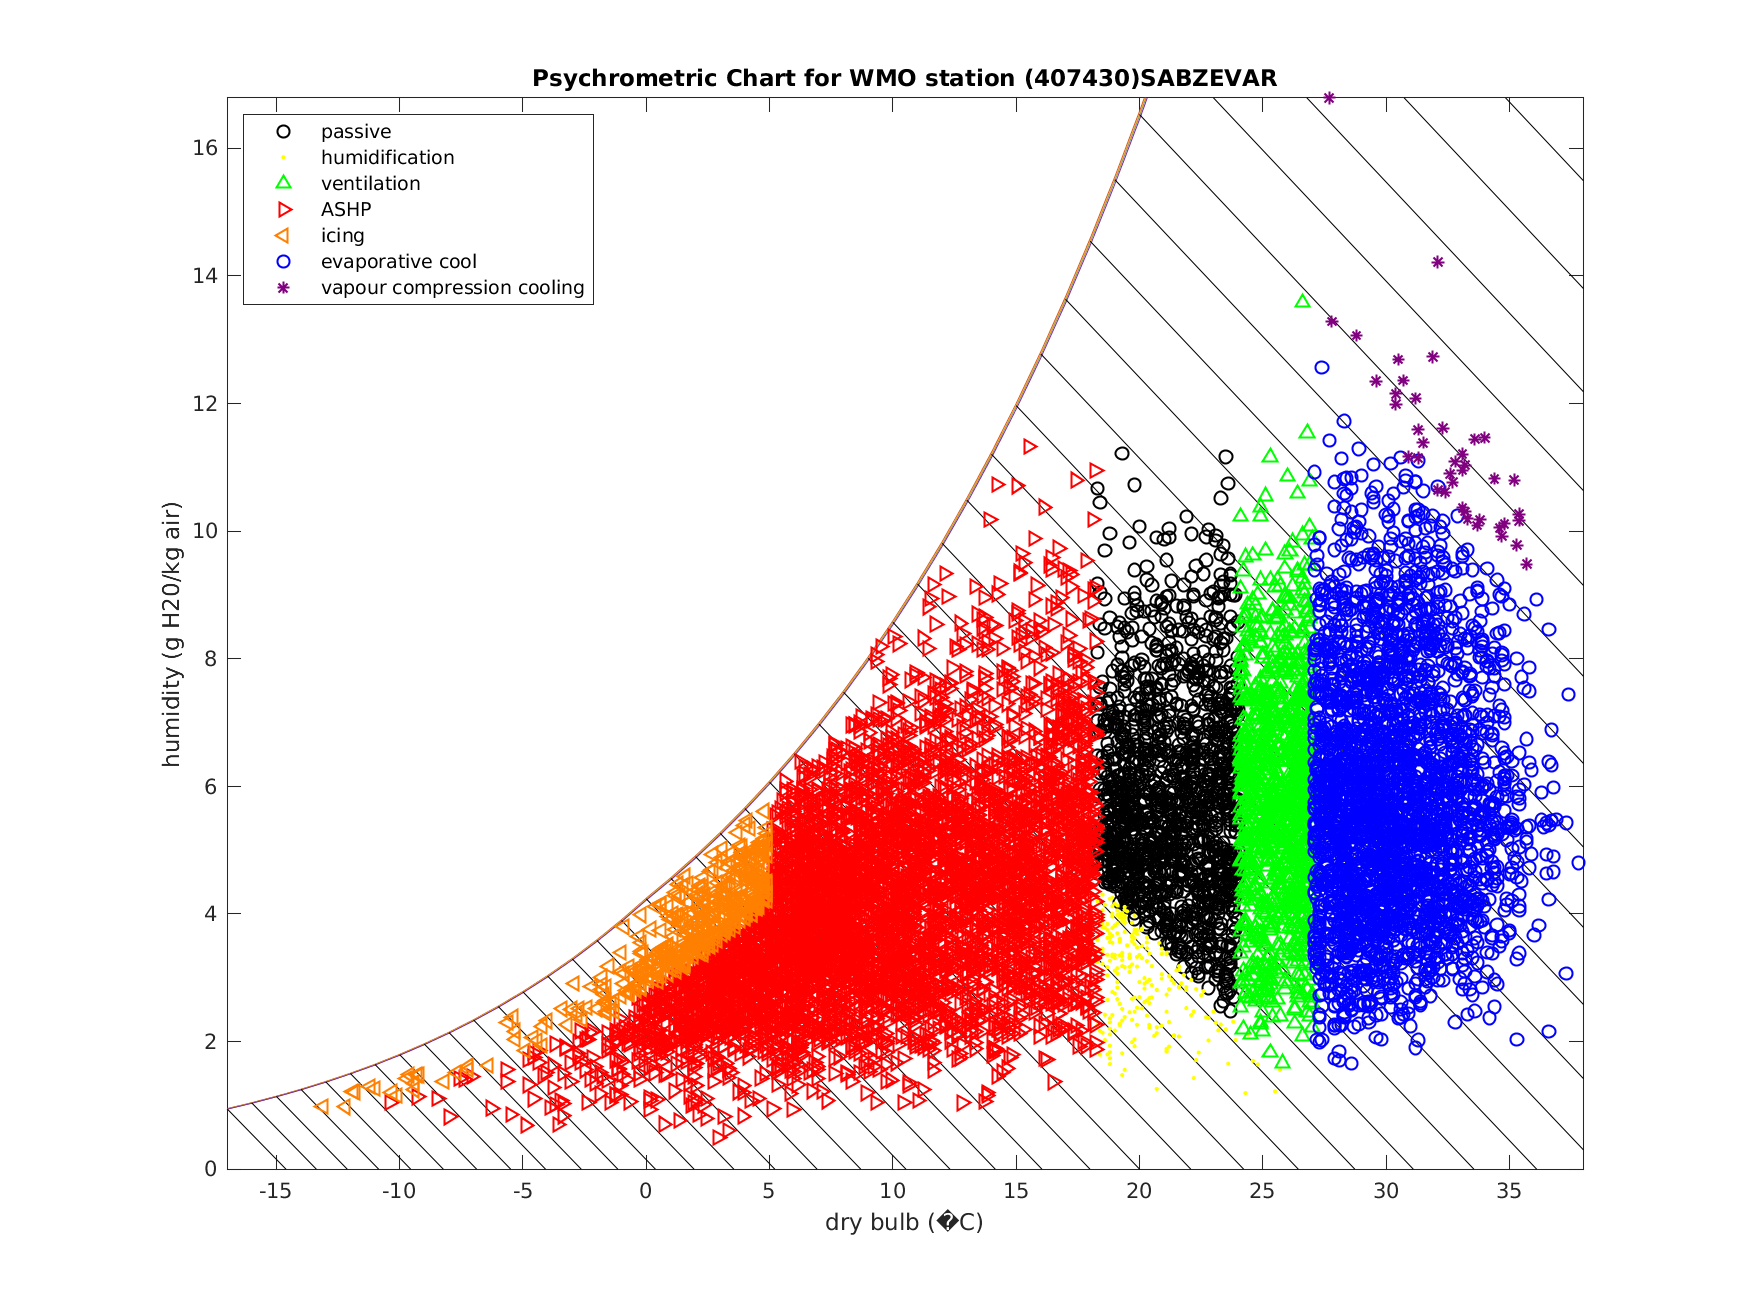 Psychrometric Chart for WMO station (407430)SABZEVAR
passive
humidification
ventilation
ASHP
icing
evaporative cool
vapour compression cooling
humidity (g H20/kg air)
16
14
12
10
8
6
4
2
0
-15 -10 -5 0 5 10 15 20 25 30 35
dry bulb (�C)